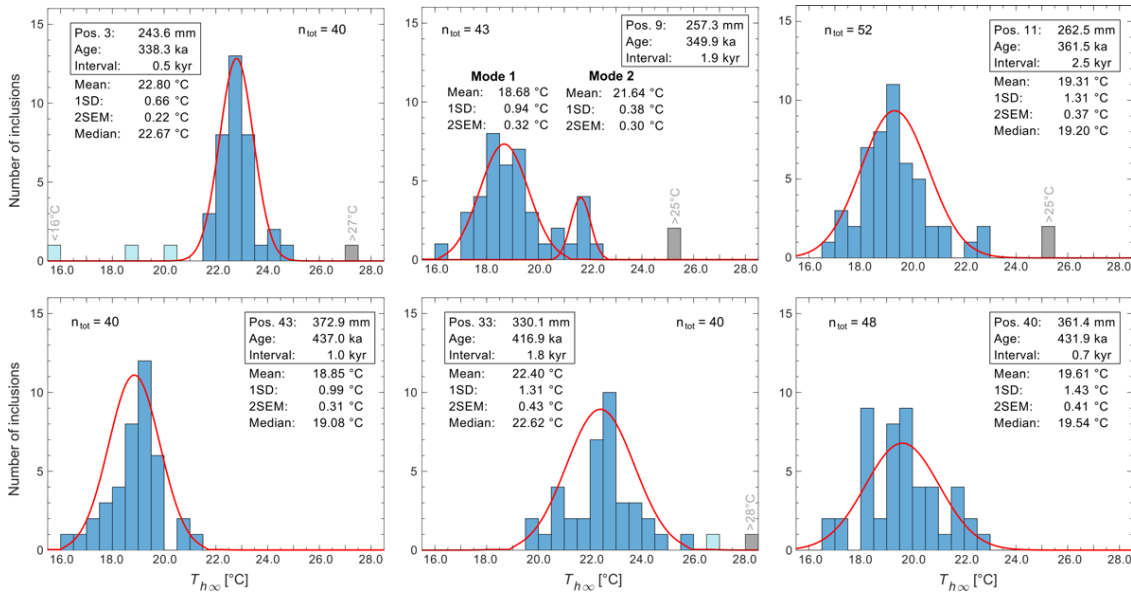 Number of inclusions
15
10
5
0
Pos. 3: 243.6 mm
Age: 338.3 ka
Interval: 0.5 kyr
Mean: 22.80 °C
1SD: 0.66 °C
2SEM: 0.22 °C
Median: 22.67 °C
n tot = 40
<16°C
>27°C
16.0 18.0 20.0 22.0 24.0 26.0 28.0
15
10
5
0
n tot = 43
Pos. 9: 257.3 mm
Age: 349.9 ka
Interval: 1.9 kyr
Mode 1
Mean: 18.68 °C
1SD: 0.94 °C
2SEM: 0.32 °C
Mode 2
Mean: 21.64 °C
1SD: 0.38 °C
2SEM: 0.30 °C
>25°C
16.0 18.0 20.0 22.0 24.0 26.0 28.0
15
10
5
0
n tot = 52
Pos. 11: 262.5 mm
Age: 361.5 ka
Interval: 2.5 kyr
Mean: 19.31 °C
1SD: 1.31 °C
2SEM: 0.37 °C
Median: 19.20 °C
>25°C
16.0 18.0 20.0 22.0 24.0 26.0 28.0
Number of inclusions
15
10
5
0
n tot = 40
Pos. 43: 372.9 mm
Age: 437.0 ka
Interval: 1.0 kyr
Mean: 18.85 °C
1SD: 0.99 °C
2SEM: 0.31 °C
Median: 19.08 °C
16.0 18.0 20.0 22.0 24.0 26.0 28.0
T h∞ [°C]
15
10
5
0
Pos. 33: 330.1 mm
Age: 416.9 ka
Interval: 1.8 kyr
Mean: 22.40 °C
1SD: 1.31 °C
2SEM: 0.43 °C
Median: 22.62 °C
n tot = 40
>28°C
16.0 18.0 20.0 22.0 24.0 26.0 28.0
T h∞ [°C]
15
10
5
0
n tot = 48
Pos. 40: 361.4 mm
Age: 431.9 ka
Interval: 0.7 kyr
Mean: 19.61 °C
1SD: 1.43 °C
2SEM: 0.41 °C
Median: 19.54 °C
16.0 18.0 20.0 22.0 24.0 26.0 28.0
T h∞ [°C]